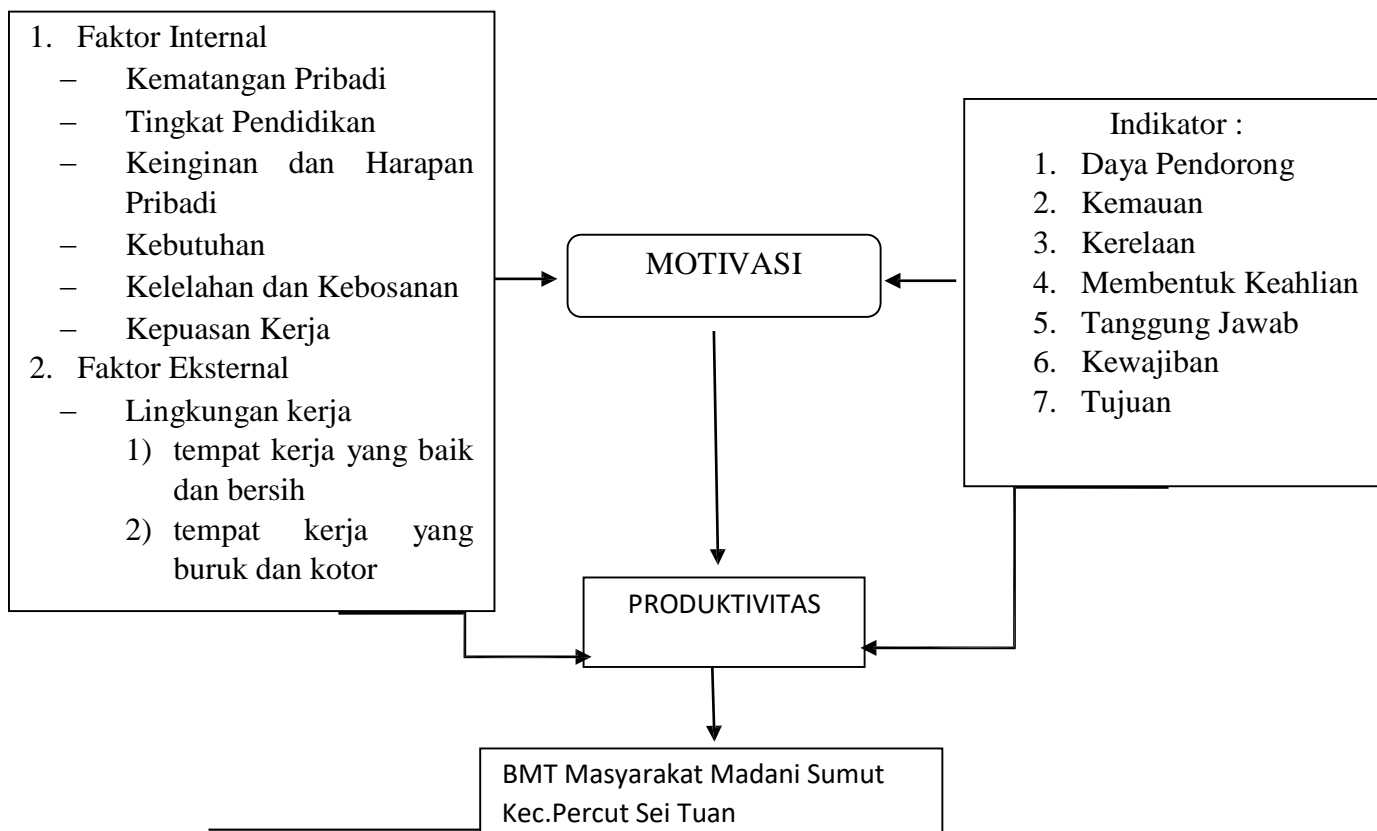 1. Faktor Internal
– Kematangan Pribadi
– Tingkat Pendidikan
– Keinginan dan Harapan
Pribadi
– Kebutuhan
– Kelelahan dan Kebosanan
– Kepuasan Kerja
2. Faktor Eksternal
– Lingkungan kerja
1) tempat kerja yang baik
dan bersih
2) tempat kerja yang
buruk dan kotor
MOTIVASI
Indikator :
1. Daya Pendorong
2. Kemauan
3. Kerelaan
4. Membentuk Keahlian
5. Tanggung Jawab
6. Kewajiban
7. Tujuan
PRODUKTIVITAS
BMT Masyarakat Madani Sumut
Kec.Percut Sei Tuan